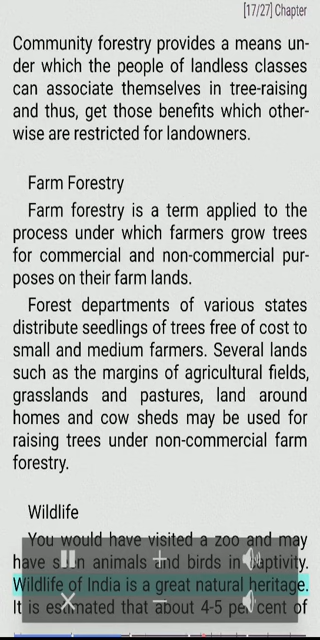 [17/27] Chapter
Community forestry provides a means un-
der which the people of landless classes
can associate themselves in tree-raising
and thus, get those benefits which other-
wise are restricted for landowners.
Farm Forestry
Farm forestry is a term applied to the
process under which farmers grow trees
for commercial and non-commercial pur-
poses on their farm lands.
Forest departments of various states
distribute seedlings of trees free of cost to
small and medium farmers. Several lands
such as the margins of agricultural fields,
grasslands and pastures, land around
homes and cow sheds may be used for
raising trees under non-commercial farm
forestry.
Wildlife
You would have visited a zoo and may
have seen animals and birds in captivity.
Wildlife of India is a great natural heritage.
It is estimated that about 4-5 per cent of